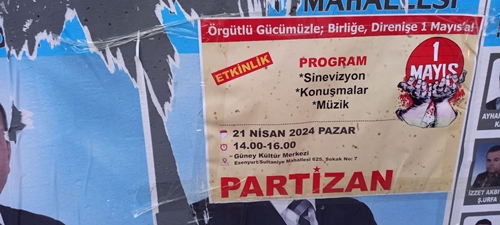 MAHALLESİ
Örgütlü Gücümüzle; Birliğe, Direnişe 1 Mayıs'a!
ETKİNLİK
PROGRAM
*Sinevizyon
*Konuşmalar
*Müzik
1
MAYIS
21 NİSAN 2024 PAZAR
14.00-16.00
Güney Kültür Merkezi
Esenyurt/Sultaniye Mahallesi 625. Sokak No: 7
PARTİZAN
AYHAN
İZZET AKBI
Ş.URFA